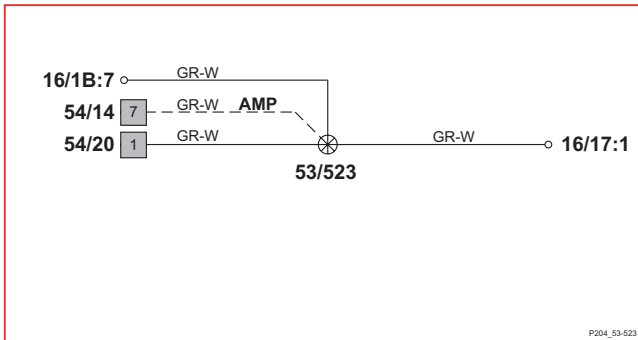 16/1B:7 GR-W
54/14 7 GR-W AMP
54/20 1 GR-W GR-W 16/17:1
53/523
P204_53-523